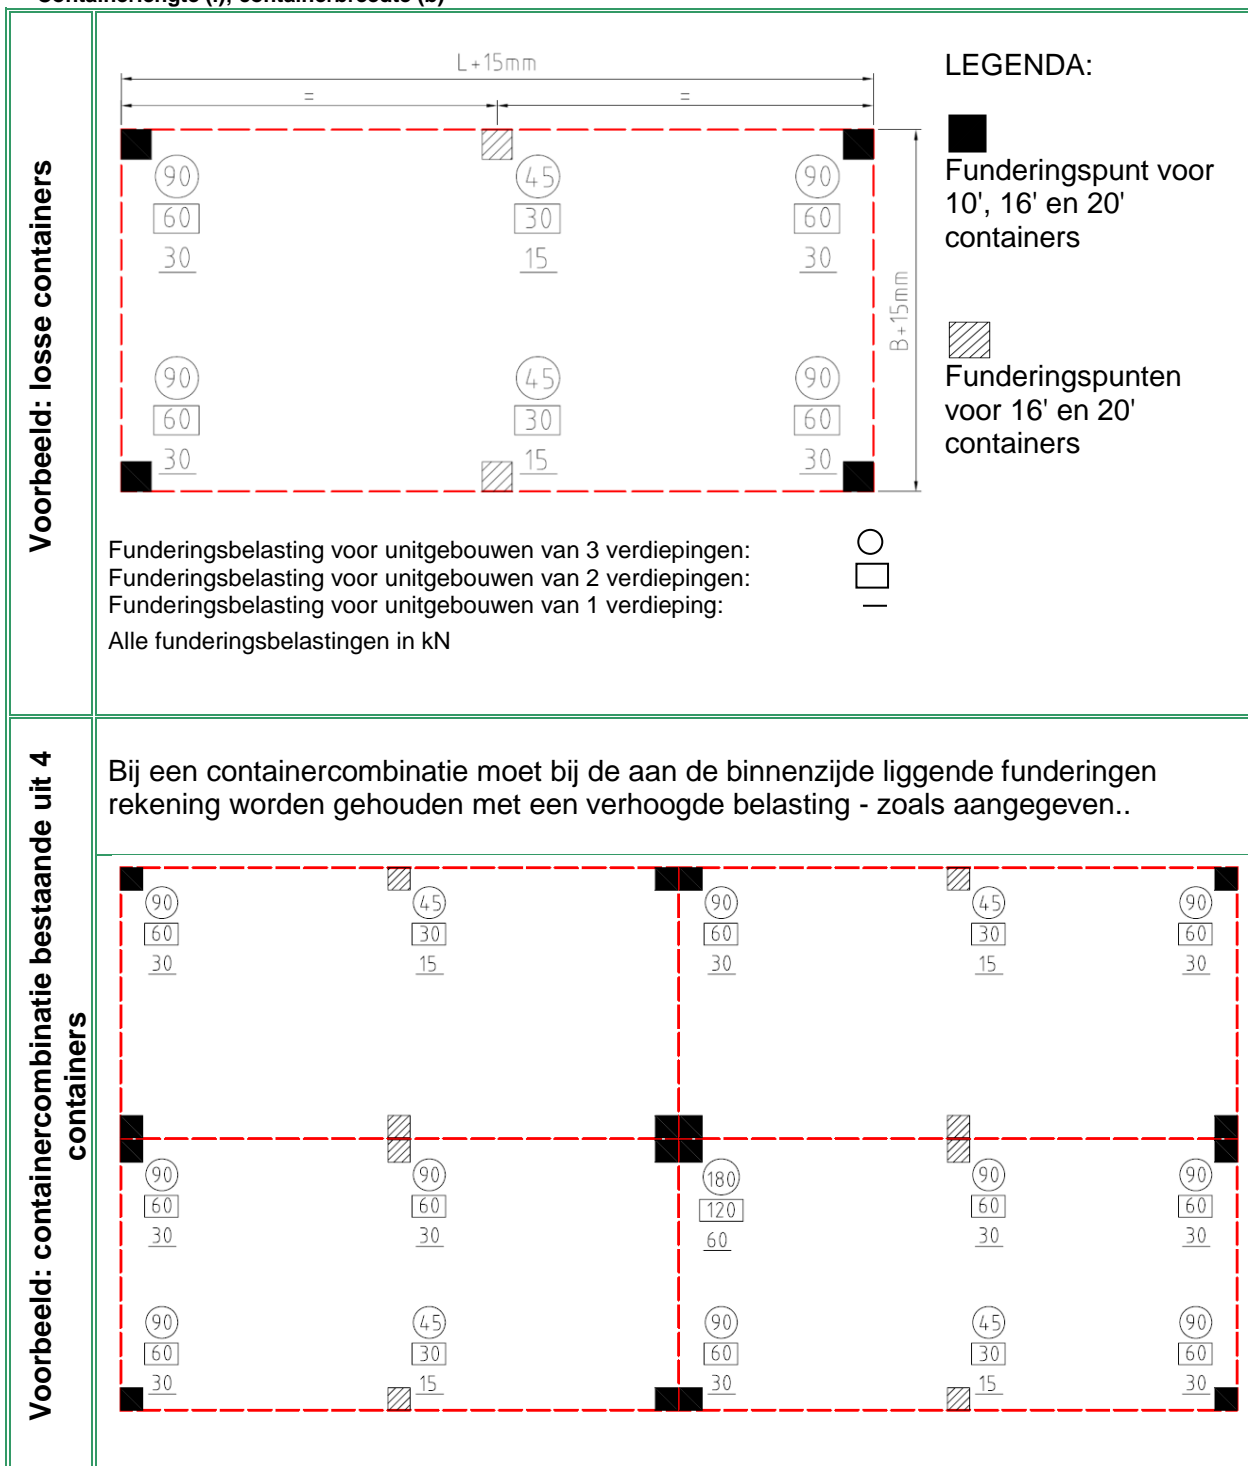 Containerlengte (l), containerbreedte (b)
Voorbeeld: losse containers
L+15mm
= =
90 45 90
60 30 60
30 15 30
B+15mm
90 45 90
60 30 60
30 15 30
LEGENDA:
Funderingspunt voor
10', 16' en 20'
containers
Funderingspunten
voor 16' en 20'
containers
Funderingsbelasting voor unitgebouwen van 3 verdiepingen:
Funderingsbelasting voor unitgebouwen van 2 verdiepingen:
Funderingsbelasting voor unitgebouwen van 1 verdieping:
Alle funderingsbelastingen in kN
Voorbeeld: containercombinatie bestaande uit 4
containers
Bij een containercombinatie moet bij de aan de binnenzijde liggende funderingen
rekening worden gehouden met een verhoogde belasting - zoals aangegeven..
90 45 90 45 90
60 30 60 30 60
30 15 30 15 30
90 90 180 90 90
60 60 120 60 60
30 30 60 30 30
90 45 90 45 90
60 30 60 30 60
30 15 30 15 30